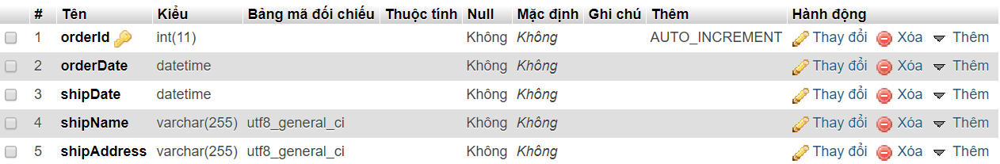 # Tên Kiểu Bảng mã đối chiếu Thuộc tính Null Mặc định Ghi chú Thêm Hành động
1 orderId int(11) Không Không AUTO_INCREMENT Thay đổi Xóa Thêm
2 orderDate datetime Không Không Thay đổi Xóa Thêm
3 shipDate datetime Không Không Thay đổi Xóa Thêm
4 shipName varchar(255) utf8_general_ci Không Không Thay đổi Xóa Thêm
5 shipAddress varchar(255) utf8_general_ci Không Không Thay đổi Xóa Thêm